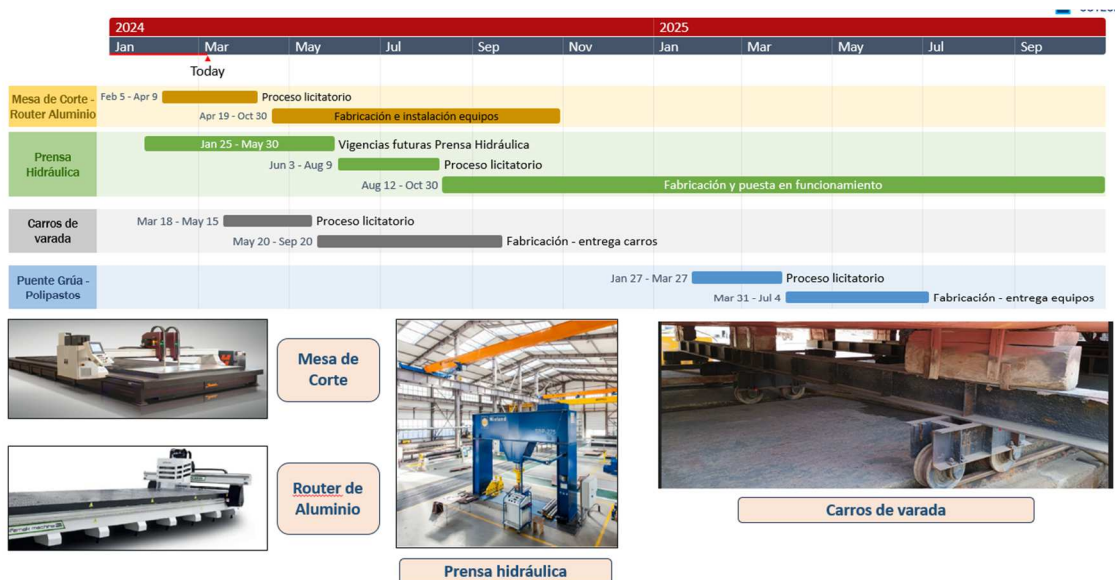 2024 2025
Jan Mar May Jul Sep Nov Jan Mar May Jul Sep
Today
Mesa de Corte -
Router Aluminio
Feb 5 - Apr 9 Proceso licitatorio
Apr 19 - Oct 30 Fabricación e instalación equipos
Prensa
Hidráulica
Jan 25 - May 30 Vigencias futuras Prensa Hidráulica
Jun 3 - Aug 9 Proceso licitatorio
Aug 12 - Oct 30 Fabricación y puesta en funcionamiento
Carros de
varada
Mar 18 - May 15 Proceso licitatorio
May 20 - Sep 20 Fabricación - entrega carros
Puente Grúa -
Polipastos
Jan 27 - Mar 27 Proceso licitatorio
Mar 31 - Jul 4 Fabricación - entrega equipos
Mesa de
Corte
Router de
Aluminio
Prensa hidráulica
Carros de varada